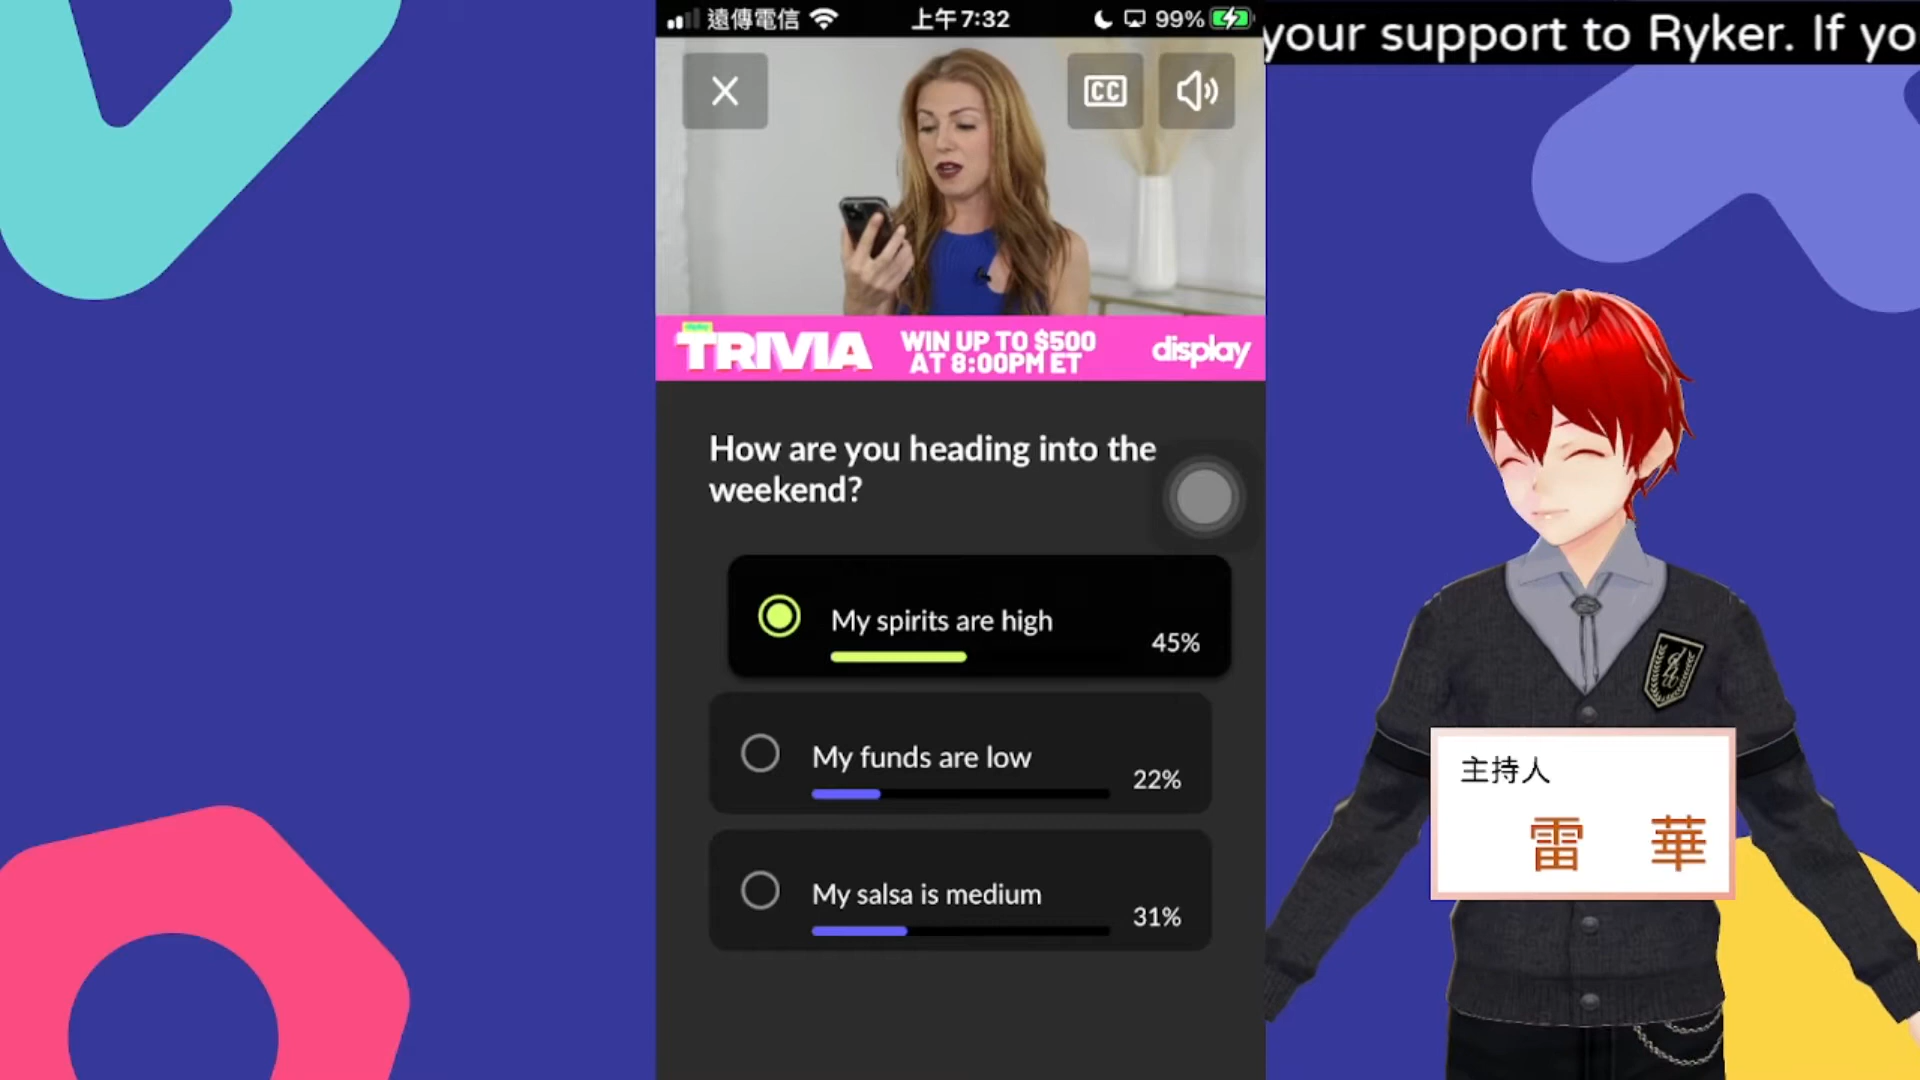 遠傳電信
上午7:32
99%
your support to Ryker. If yo
CC
TRIVIA
WIN UP TO $500
AT 8:00PM ET
display
How are you heading into the
weekend?
My spirits are high
45%
My funds are low
22%
My salsa is medium
31%
主持人
雷 華